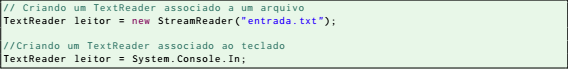 // Criando um TextReader associado a um arquivo
TextReader leitor = new StreamReader("entrada.txt");
//Criando um TextReader associado ao teclado
TextReader leitor = System.Console.In;